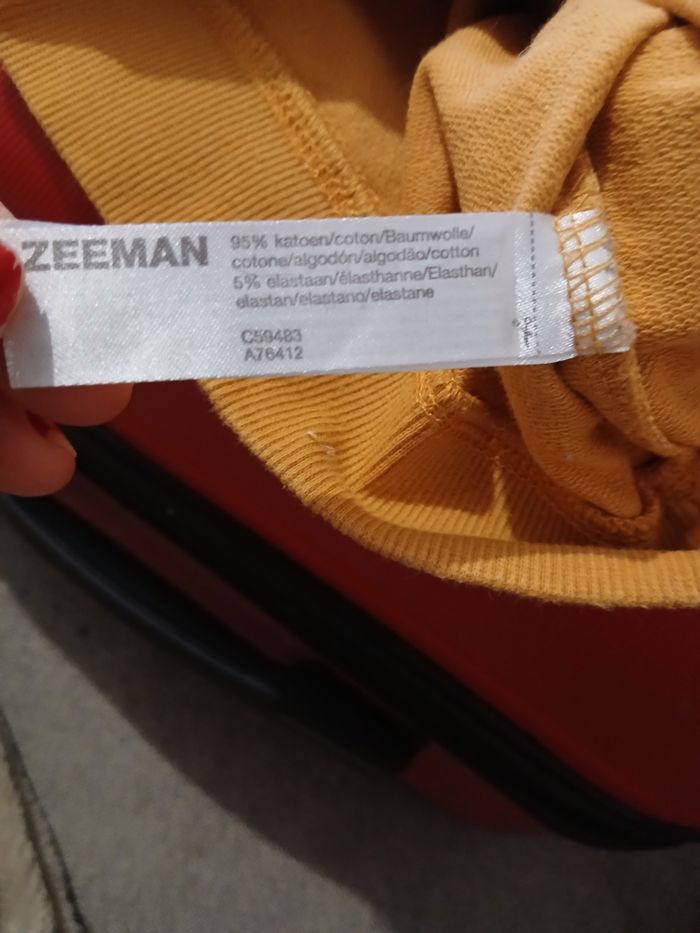 ZEEMAN
95% katoen/coton/Baumwolle/
cotone/algodón/algodão/cotton
5% elastaan/élasthanne/Elasthan/
elastan/elastano/elastane
C59483
A76412